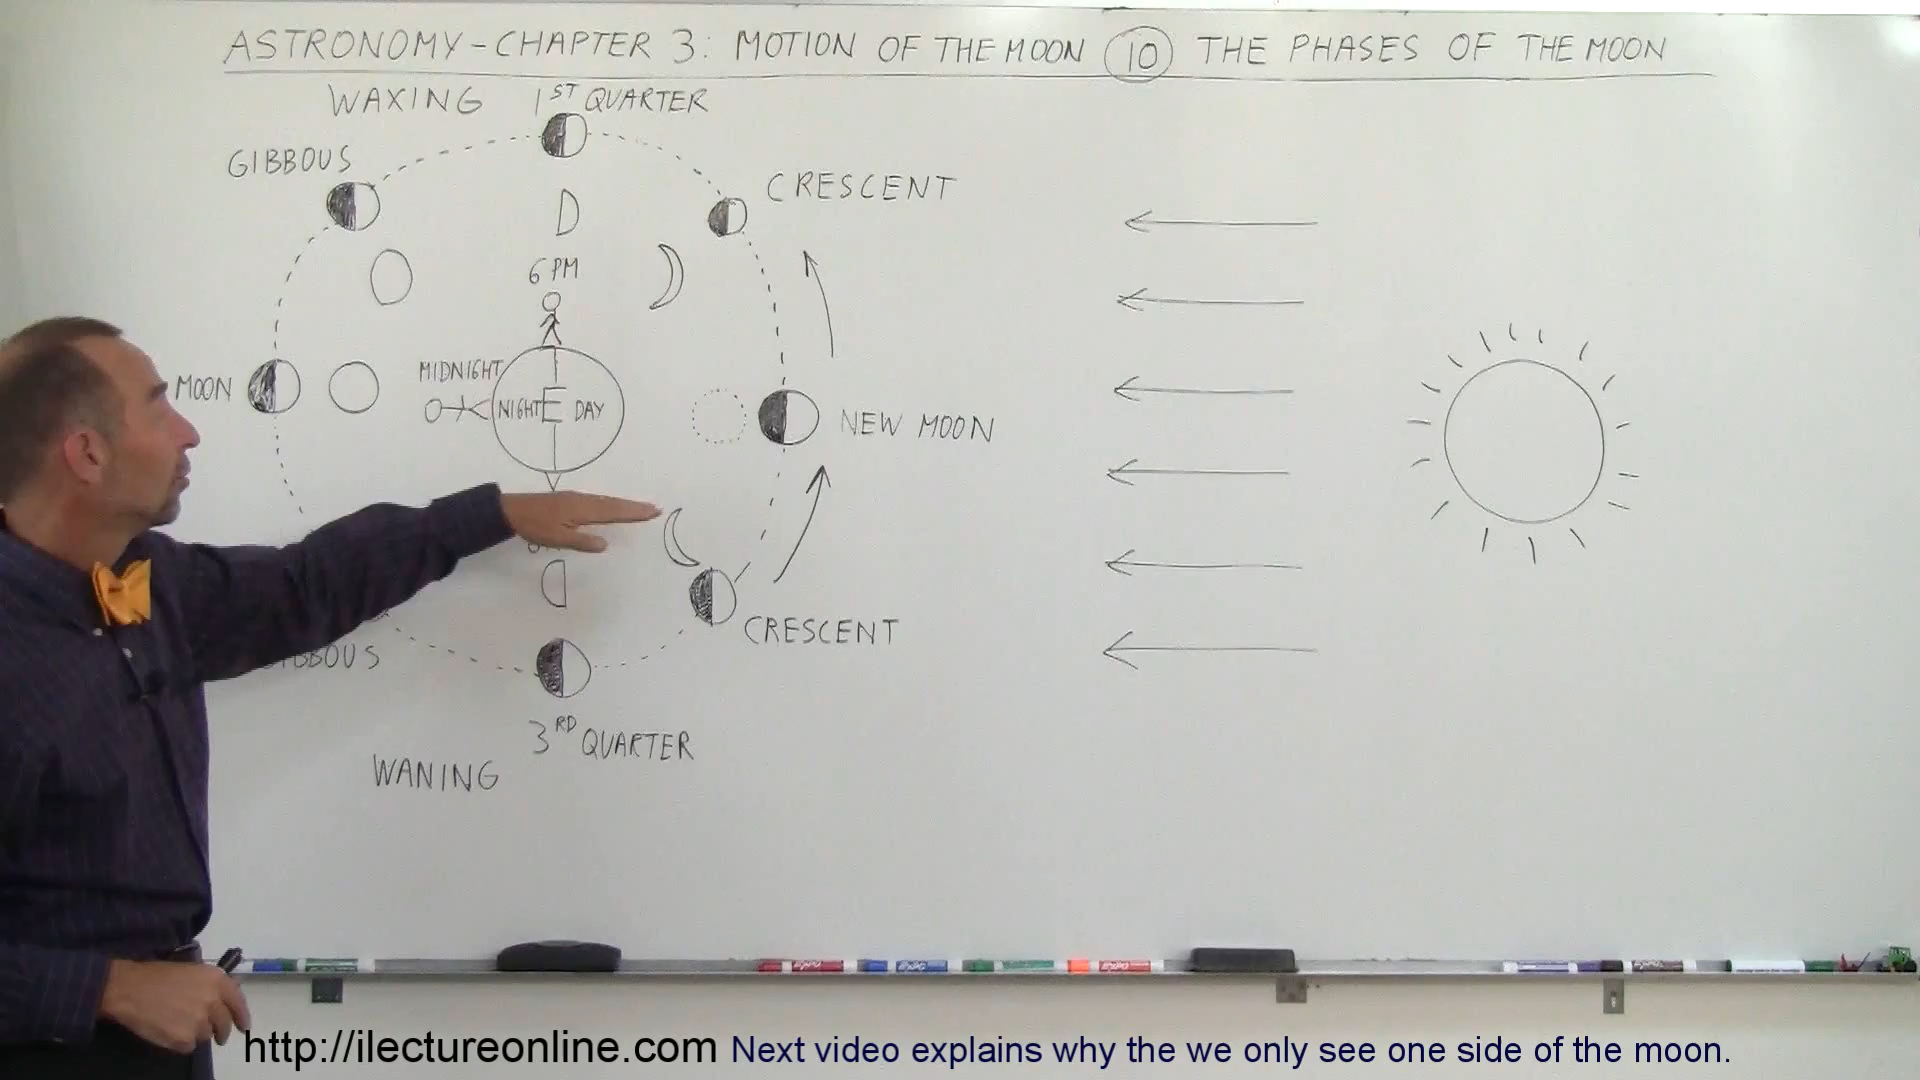 ASTRONOMY - CHAPTER 3: MOTION OF THE MOON 10 THE PHASES OF THE MOON
WAXING 1ST QUARTER
GIBBOUS
CRESCENT
6 PM
MIDNIGHT
MOON
NIGHT E DAY
NEW MOON
CRESCENT
3RD QUARTER
WANING
http://ilectureonline.com Next video explains why the we only see one side of the moon.